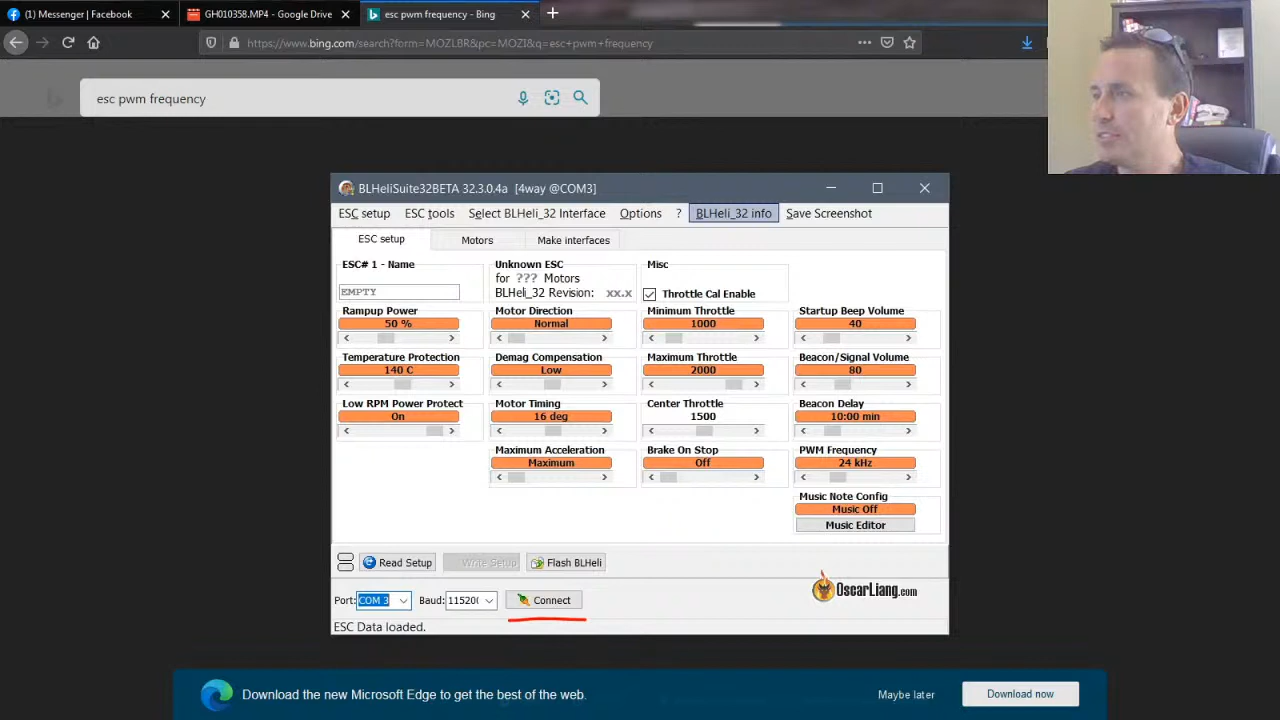 (1) Messenger | Facebook
GH010358.MP4 - Google Drive
esc pwm frequency - Bing
https://www.bing.com/search?form=MOZLBR&pc=MOZI&q=esc+pwm+frequency
esc pwm frequency
BLHeliSuite32BETA 32.3.0.4a [4way @COM3]
ESC setup ESC tools Select BLHeli_32 Interface Options ? BLHeli_32 info Save Screenshot
ESC setup Motors Make interfaces
ESC# 1 - Name Unknown ESC Misc
for ??? Motors
EMPTY BLHeli_32 Revision: xx.x Throttle Cal Enable
Rampup Power Motor Direction Minimum Throttle Startup Beep Volume
50 % Normal 1000 40
Temperature Protection Demag Compensation Maximum Throttle Beacon/Signal Volume
140 C Low 2000 80
Low RPM Power Protect Motor Timing Center Throttle Beacon Delay
On 16 deg 1500 10:00 min
Maximum Acceleration Brake On Stop PWM Frequency
Maximum Off 24 kHz
Music Note Config
Music Off
Music Editor
Read Setup Write Setup Flash BLHeli
OscarLiang.com
Port: COM 3 Baud: 115200 Connect
ESC Data loaded.
Download the new Microsoft Edge to get the best of the web. Maybe later Download now